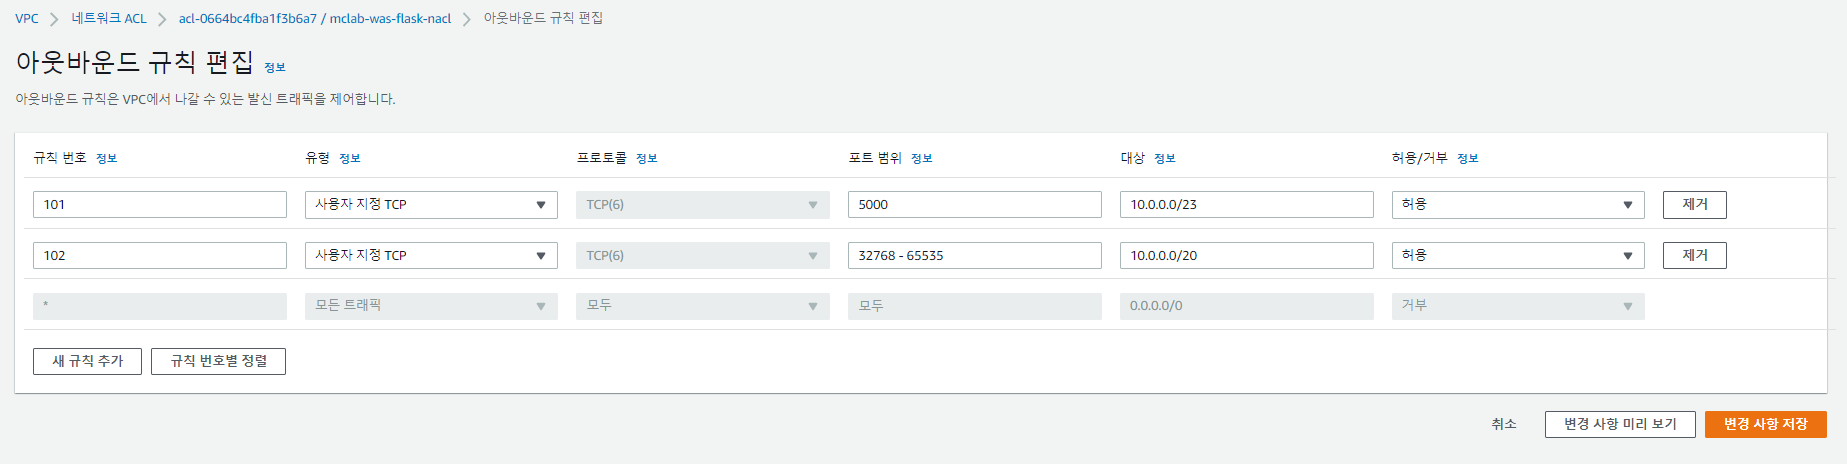 VPC > 네트워크 ACL > acl-0664bc4fba1f3b6a7 / mclab-was-flask-nacl > 아웃바운드 규칙 편집
아웃바운드 규칙 편집 정보
아웃바운드 규칙은 VPC에서 나갈 수 있는 발신 트래픽을 제어합니다.
규칙 번호 정보 유형 정보 프로토콜 정보 포트 범위 정보 대상 정보 허용/거부 정보
101 사용자 지정 TCP TCP(6) 5000 10.0.0.0/23 허용 제거
102 사용자 지정 TCP TCP(6) 32768 - 65535 10.0.0.0/20 허용 제거
* 모든 트래픽 모두 모두 0.0.0.0/0 거부
새 규칙 추가 규칙 번호별 정렬
취소 변경 사항 미리 보기 변경 사항 저장